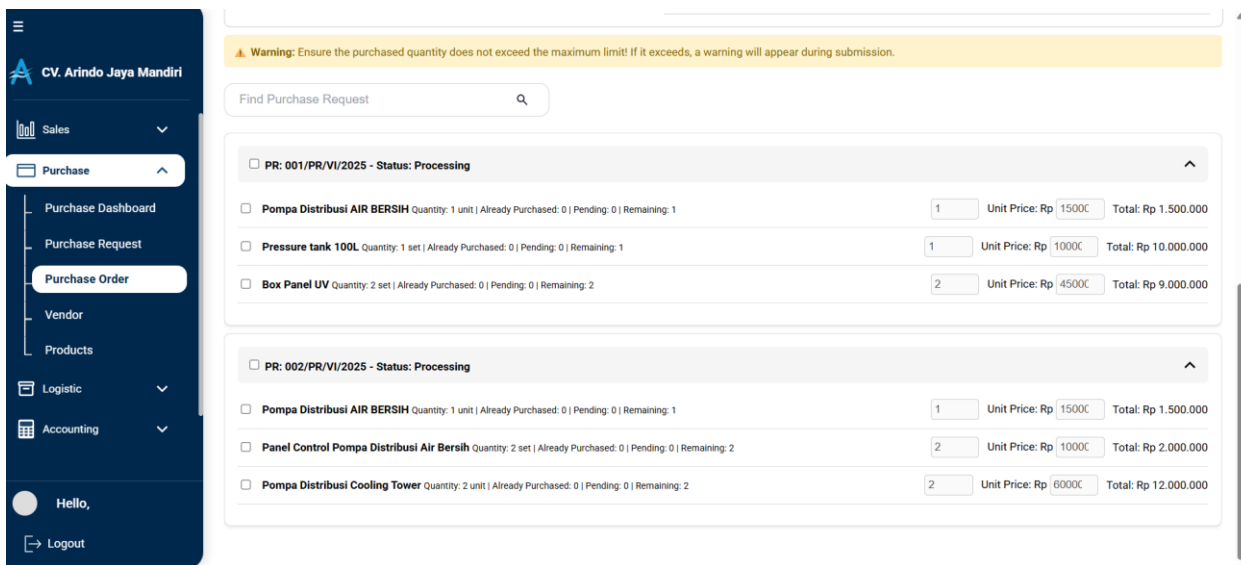 CV. Arindo Jaya Mandiri
Sales
Purchase
Purchase Dashboard
Purchase Request
Purchase Order
Vendor
Products
Logistic
Accounting
Hello,
Logout
Warning: Ensure the purchased quantity does not exceed the maximum limit! If it exceeds, a warning will appear during submission.
Find Purchase Request
PR: 001/PR/VI/2025 - Status: Processing
Pompa Distribusi AIR BERSIH Quantity: 1 unit | Already Purchased: 0 | Pending: 0 | Remaining: 1 1 Unit Price: Rp 1500 Total: Rp 1.500.000
Pressure tank 100L Quantity: 1 set | Already Purchased: 0 | Pending: 0 | Remaining: 1 1 Unit Price: Rp 1000 Total: Rp 10.000.000
Box Panel UV Quantity: 2 set | Already Purchased: 0 | Pending: 0 | Remaining: 2 2 Unit Price: Rp 4500 Total: Rp 9.000.000
PR: 002/PR/VI/2025 - Status: Processing
Pompa Distribusi AIR BERSIH Quantity: 1 unit | Already Purchased: 0 | Pending: 0 | Remaining: 1 1 Unit Price: Rp 1500 Total: Rp 1.500.000
Panel Control Pompa Distribusi Air Bersih Quantity: 2 set | Already Purchased: 0 | Pending: 0 | Remaining: 2 2 Unit Price: Rp 1000 Total: Rp 2.000.000
Pompa Distribusi Cooling Tower Quantity: 2 unit | Already Purchased: 0 | Pending: 0 | Remaining: 2 2 Unit Price: Rp 6000 Total: Rp 12.000.000